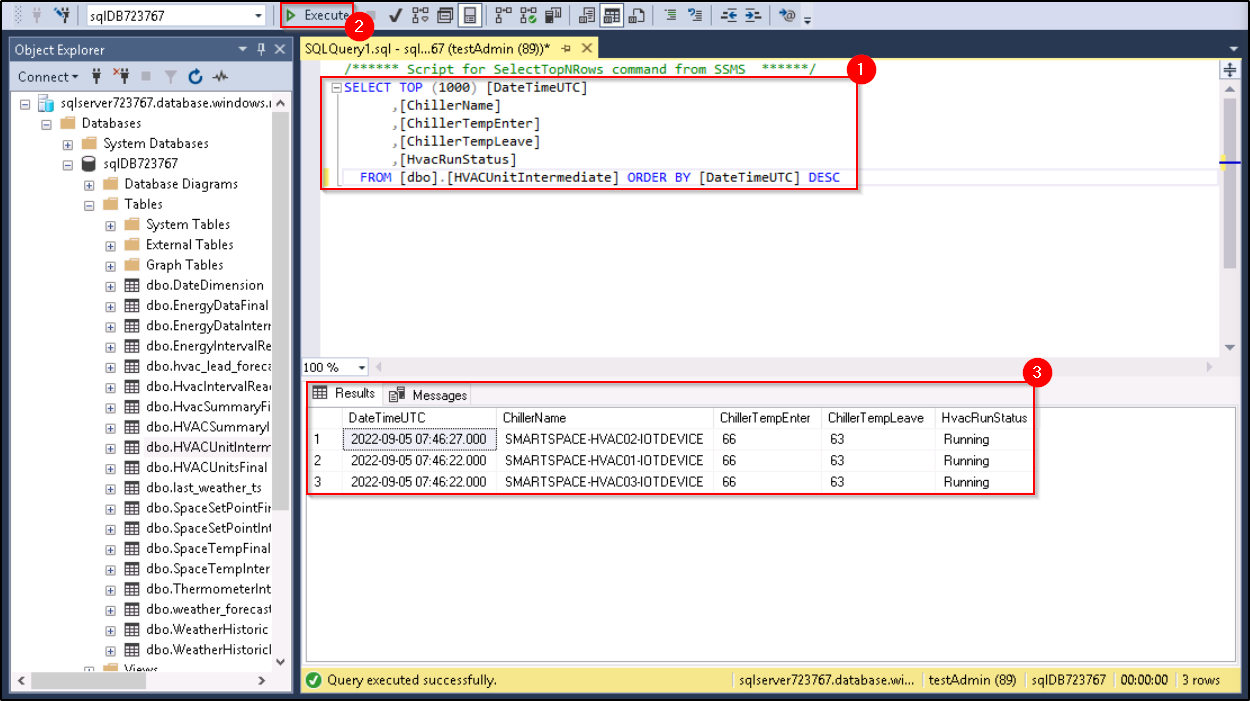 sqlDB723767
Execute
2
Object Explorer
Connect
sqlserver723767.database.windows.
Databases
System Databases
sqlDB723767
Database Diagrams
Tables
System Tables
External Tables
Graph Tables
dbo.DateDimension
dbo.EnergyDataFinal
dbo.EnergyDataInterr
dbo.EnergyIntervalRe
dbo.hvac_lead_foreca
dbo.HvacIntervalRead
dbo.HvacSummaryFi
dbo.HVACSummaryI
dbo.HVACUnitInterm
dbo.HVACUnitsFinal
dbo.last_weather_ts
dbo.SpaceSetPointFir
dbo.SpaceSetPointInt
dbo.SpaceTempFinal
dbo.SpaceTempInter
dbo.ThermometerInt
dbo.weather_forecast
dbo.WeatherHistoric
dbo.WeatherHistoricl
Views
SQLQuery1.sql - sql...67 (testAdmin (89))*
/****** Script for SelectTopNRows command from SSMS ******/
1
SELECT TOP (1000) [DateTimeUTC]
,[ChillerName]
,[ChillerTempEnter]
,[ChillerTempLeave]
,[HvacRunStatus]
FROM [dbo].[HVACUnitIntermediate] ORDER BY [DateTimeUTC] DESC
100 %
3
Results Messages
DateTimeUTC ChillerName ChillerTempEnter ChillerTempLeave HvacRunStatus
1 2022-09-05 07:46:27.000 SMARTSPACE-HVAC02-IOTDEVICE 66 63 Running
2 2022-09-05 07:46:22.000 SMARTSPACE-HVAC01-IOTDEVICE 66 63 Running
3 2022-09-05 07:46:22.000 SMARTSPACE-HVAC03-IOTDEVICE 66 63 Running
Query executed successfully. sqlserver723767.database.wi... testAdmin (89) sqlDB723767 00:00:00 3 rows